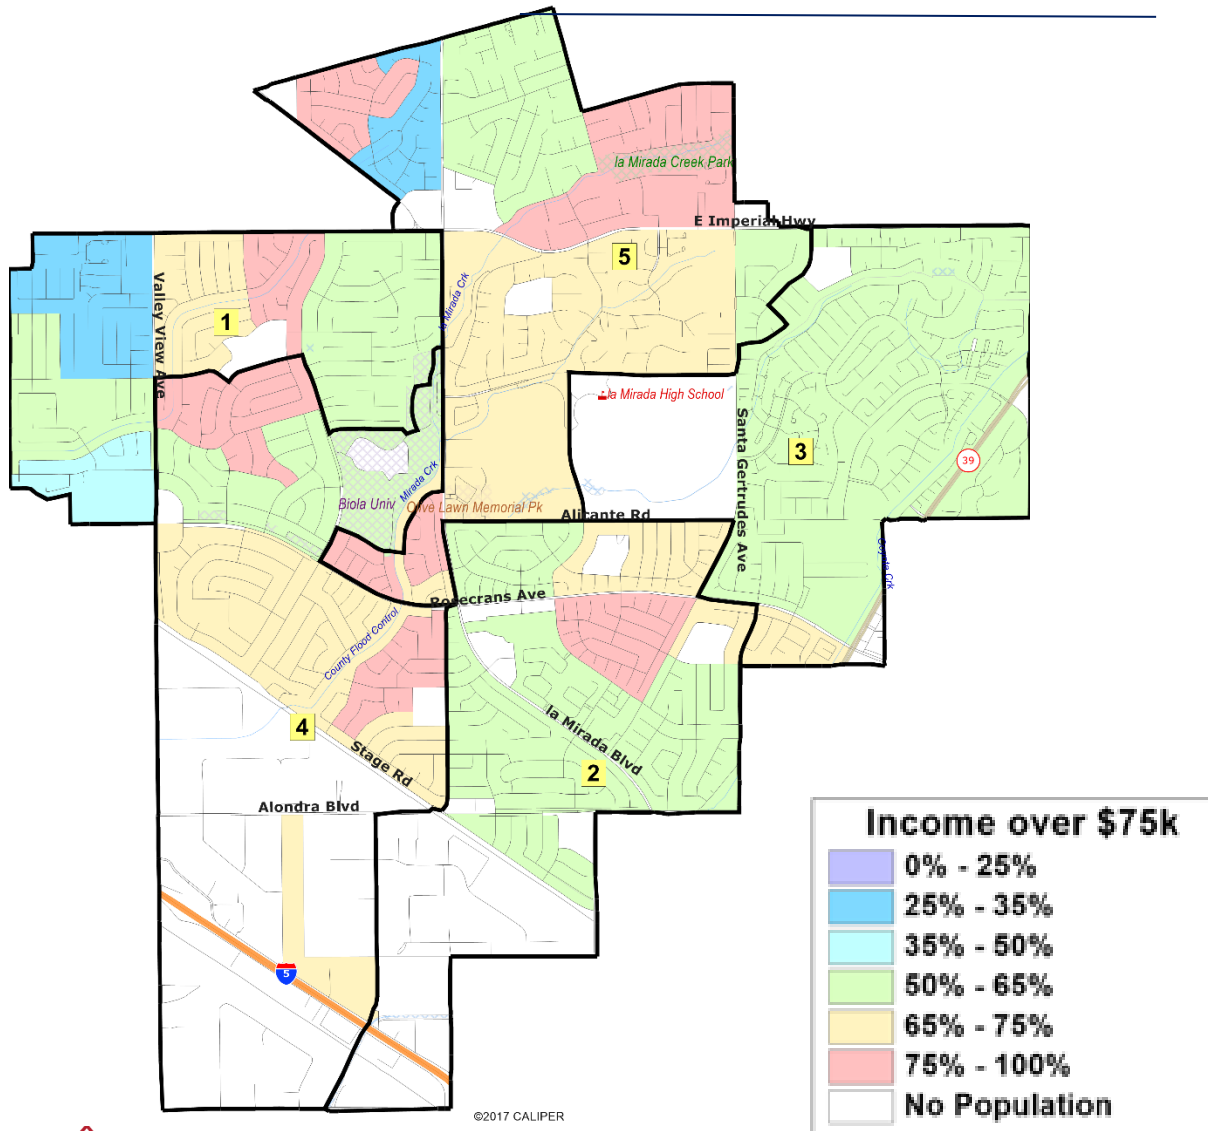 la Mirada Creek Park
E Imperial Hwy
5
la Mirada Crk
Valley View Ave
1
la Mirada High School
Santa Gertrudes Ave
3
39
Biola Univ
Mirada Crk
Olive Lawn Memorial Pk
Alicante Rd
Coyote Crk
Rosecrans Ave
County Flood Control
4
Stage Rd
la Mirada Blvd
2
Alondra Blvd
5
Income over $75k
0% - 25%
25% - 35%
35% - 50%
50% - 65%
65% - 75%
75% - 100%
No Population
©2017 CALIPER